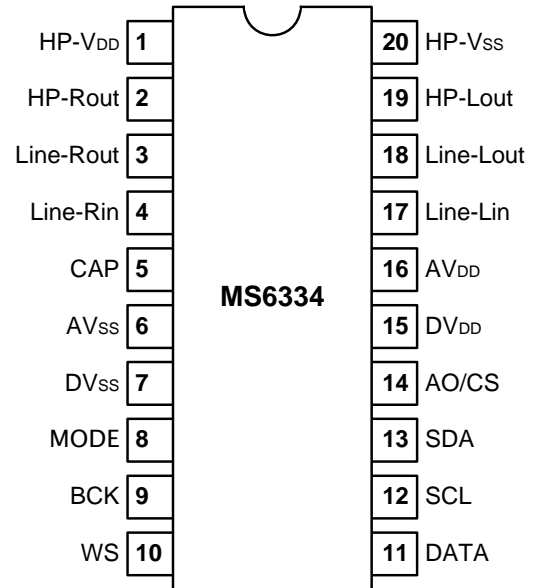 HP-VDD 1 20 HP-VSS
HP-Rout 2 19 HP-Lout
Line-Rout 3 18 Line-Lout
Line-Rin 4 17 Line-Lin
CAP 5 16 AVDD
MS6334
AVSS 6 15 DVDD
DVSS 7 14 AO/CS
MODE 8 13 SDA
BCK 9 12 SCL
WS 10 11 DATA